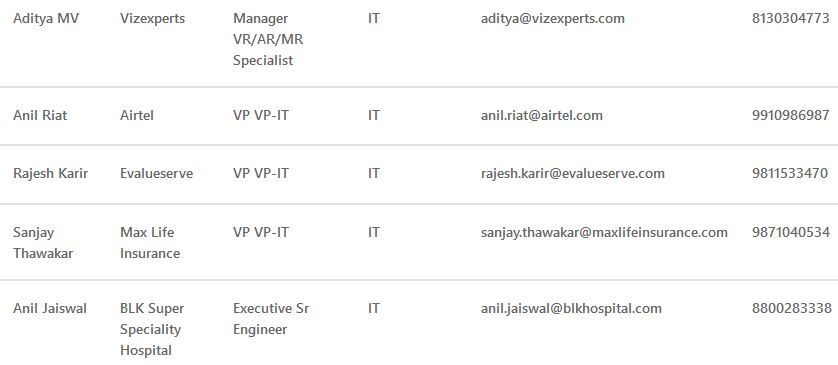 Aditya MV Vizexperts Manager IT aditya@vizexperts.com 8130304773
VR/AR/MR
Specialist
Anil Riat Airtel VP VP-IT IT anil.riat@airtel.com 9910986987
Rajesh Karir Evalueserve VP VP-IT IT rajesh.karir@evalueserve.com 9811533470
Sanjay Max Life VP VP-IT IT sanjay.thawakar@maxlifeinsurance.com 9871040534
Thawakar Insurance
Anil Jaiswal BLK Super Executive Sr IT anil.jaiswal@blkhospital.com 8800283338
Speciality Engineer
Hospital